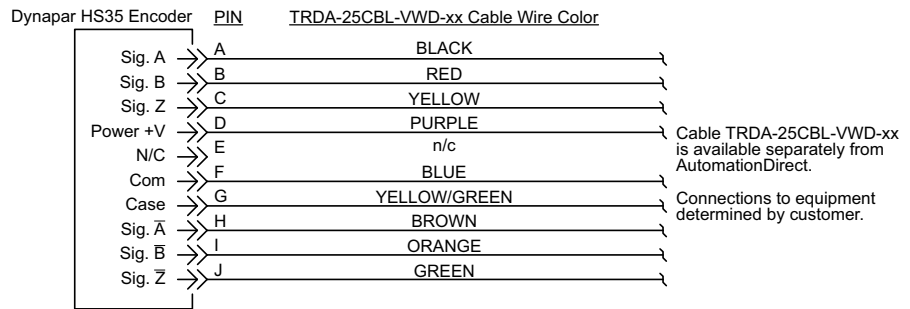 Dynapar HS35 Encoder PIN TRDA-25CBL-VWD-xx Cable Wire Color
Sig. A A BLACK
Sig. B B RED
Sig. Z C YELLOW
Power +V D PURPLE
N/C E n/c
Com F BLUE
Case G YELLOW/GREEN
Sig. A̅ H BROWN
Sig. B̅ I ORANGE
Sig. Z̅ J GREEN
Cable TRDA-25CBL-VWD-xx
is available separately from
AutomationDirect.
Connections to equipment
determined by customer.